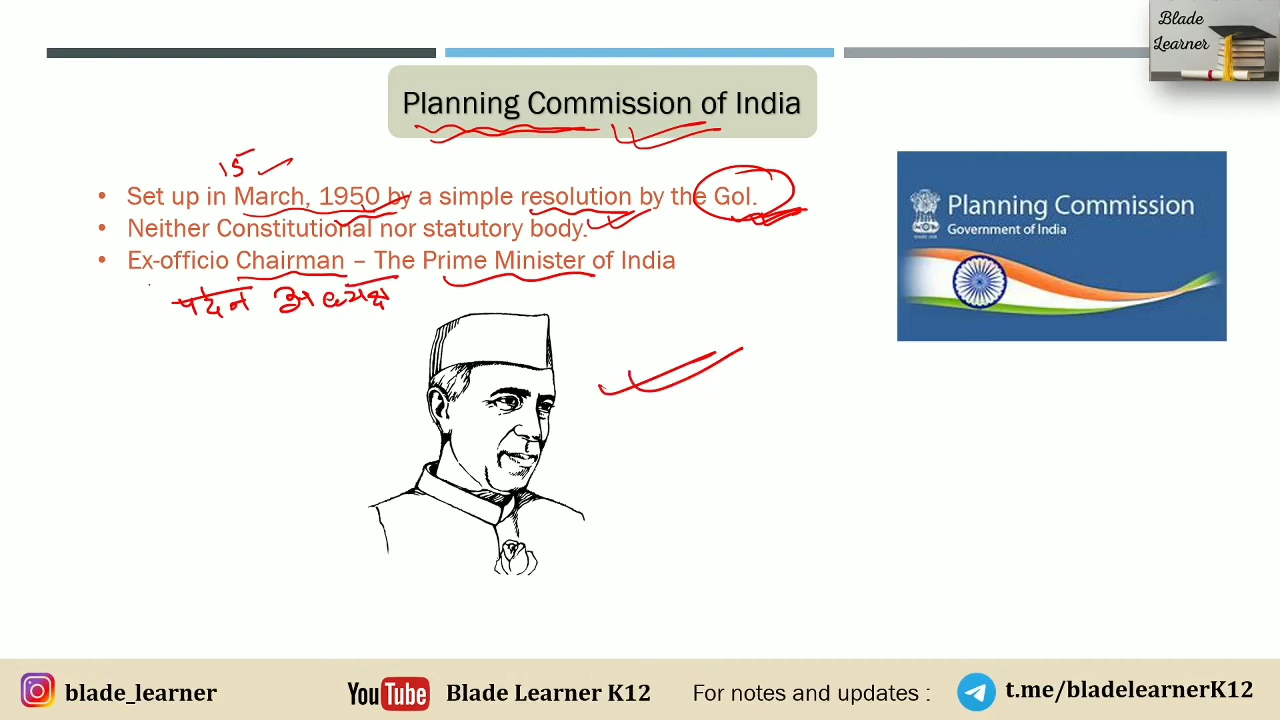 Blade
Learner
Planning Commission of India
15
• Set up in March, 1950 by a simple resolution by the GoI.
• Neither Constitutional nor statutory body.
• Ex-officio Chairman – The Prime Minister of India
पदेन अध्यक्ष
Planning Commission
Government of India
blade_learner
YouTube Blade Learner K12
For notes and updates :
t.me/bladelearnerK12